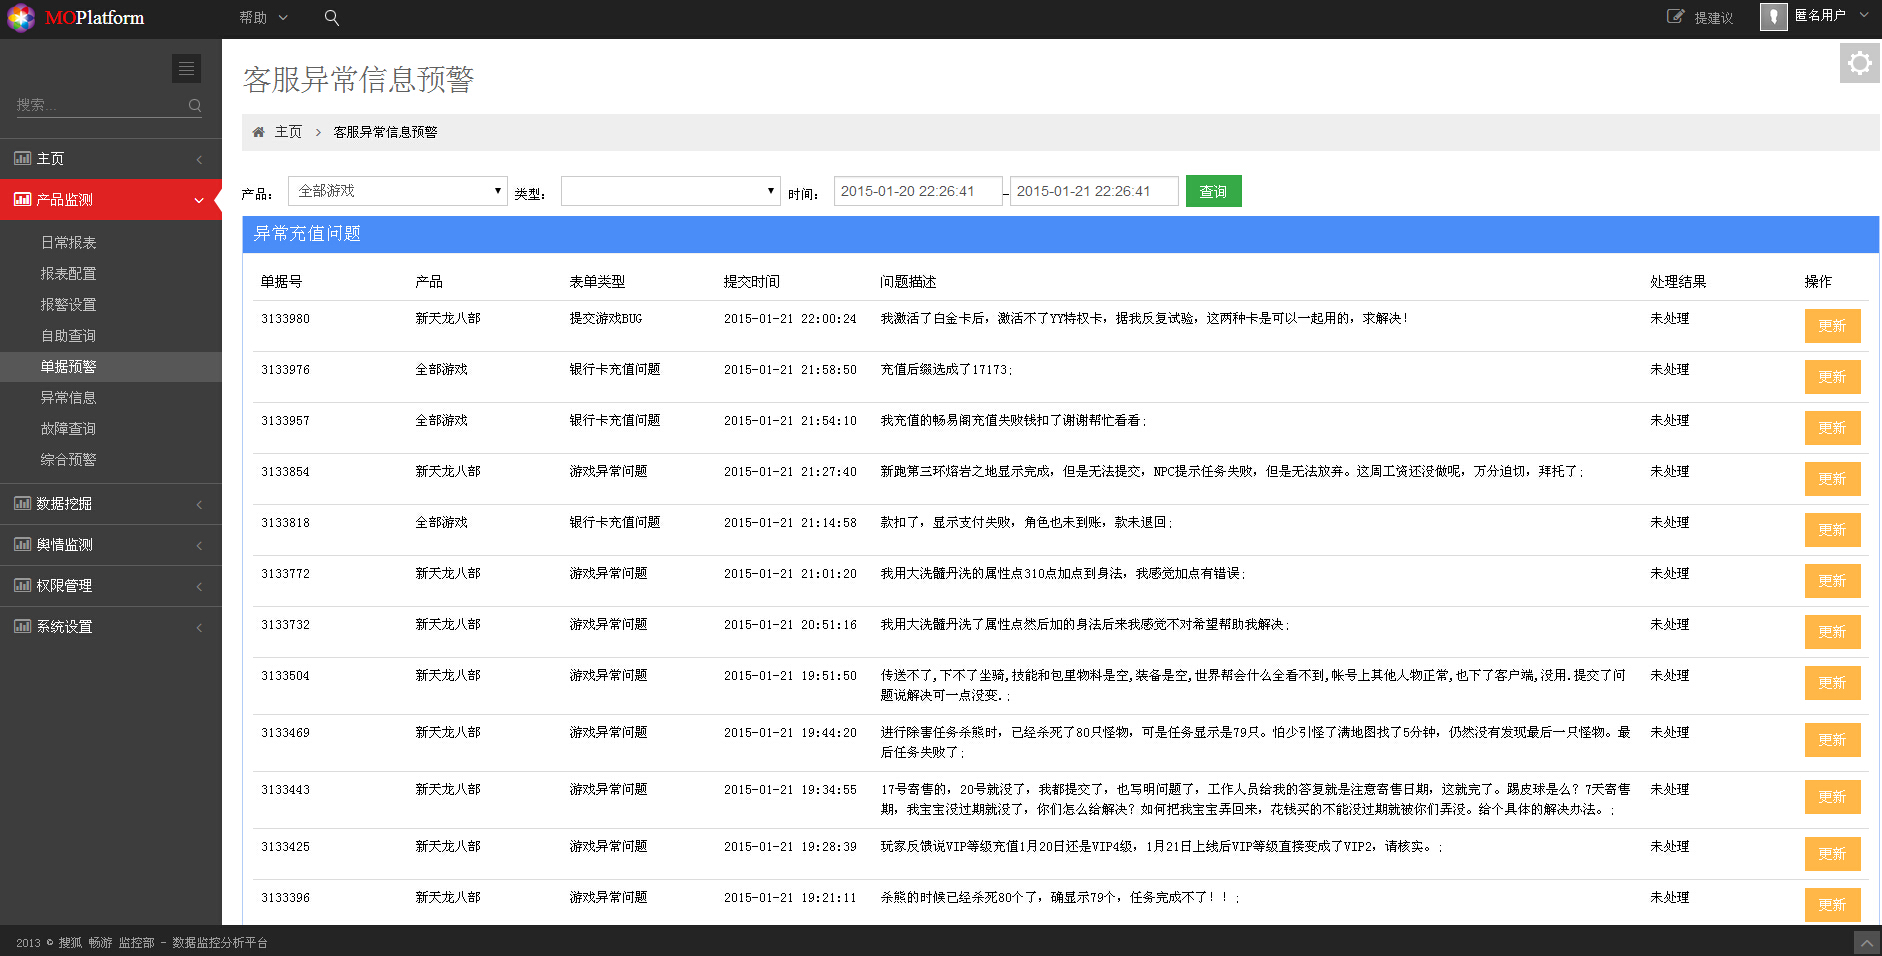 MOPlatform 帮助 提建议 匿名用户
搜索...
主页
产品监测
日常报表
报表配置
报警设置
自助查询
单据预警
异常信息
故障查询
综合预警
数据挖掘
舆情监测
权限管理
系统设置
客服异常信息预警
主页 > 客服异常信息预警
产品: 全部游戏 类型: 时间: 2015-01-20 22:26:41 - 2015-01-21 22:26:41 查询
异常充值问题
单据号 产品 表单类型 提交时间 问题描述 处理结果 操作
3133980 新天龙八部 提交游戏BUG 2015-01-21 22:00:24 我激活了白金卡后，激活不了YY特权卡，据我反复试验，这两种卡是可以一起用的，求解决! 未处理 更新
3133976 全部游戏 银行卡充值问题 2015-01-21 21:58:50 充值后缀选成了17173; 未处理 更新
3133957 全部游戏 银行卡充值问题 2015-01-21 21:54:10 我充值的畅易阁充值失败钱扣了谢谢帮忙看看; 未处理 更新
3133854 新天龙八部 游戏异常问题 2015-01-21 21:27:40 新跑第三环熔岩之地显示完成，但是无法提交，NPC提示任务失败，但是无法放弃。这周工资还没做呢，万分迫切，拜托了; 未处理 更新
3133818 全部游戏 银行卡充值问题 2015-01-21 21:14:58 款扣了，显示支付失败，角色也未到账，款未退回; 未处理 更新
3133772 新天龙八部 游戏异常问题 2015-01-21 21:01:20 我用大洗髓丹洗的属性点310点加点到身法，我感觉加点有错误; 未处理 更新
3133732 新天龙八部 游戏异常问题 2015-01-21 20:51:16 我用大洗髓丹洗了属性点然后加的身法后来我感觉不对希望帮助我解决; 未处理 更新
3133504 新天龙八部 游戏异常问题 2015-01-21 19:51:50 传送不了,下不了坐骑,技能和包里物料是空,装备是空,世界帮会什么全看不到,帐号上其他人物正常,也下了客户端,没用.提交了问 未处理 更新
题说解决可一点没变.;
3133469 新天龙八部 游戏异常问题 2015-01-21 19:44:20 进行除害任务杀熊时，已经杀死了80只怪物，可是任务显示是79只。怕少引怪了满地图找了5分钟，仍然没有发现最后一只怪物。最 未处理 更新
后任务失败了;
3133443 新天龙八部 游戏异常问题 2015-01-21 19:34:55 17号寄售的，20号就没了，我都提交了，也写明问题了，工作人员给我的答复就是注意寄售日期，这就完了。踢皮球是么？7天寄售 未处理 更新
期，我宝宝没过期就没了，你们怎么给解决？如何把我宝宝弄回来，花钱买的不能没过期就被你们弄没。给个具体的解决办法。;
3133425 新天龙八部 游戏异常问题 2015-01-21 19:28:39 玩家反馈说VIP等级充值1月20日还是VIP4级，1月21日上线后VIP等级直接变成了VIP2，请核实。; 未处理 更新
3133396 新天龙八部 游戏异常问题 2015-01-21 19:21:11 杀熊的时候已经杀死80个了，确显示79个，任务完成不了！！; 未处理 更新
2013 © 搜狐 畅游 监控部 - 数据监控分析平台